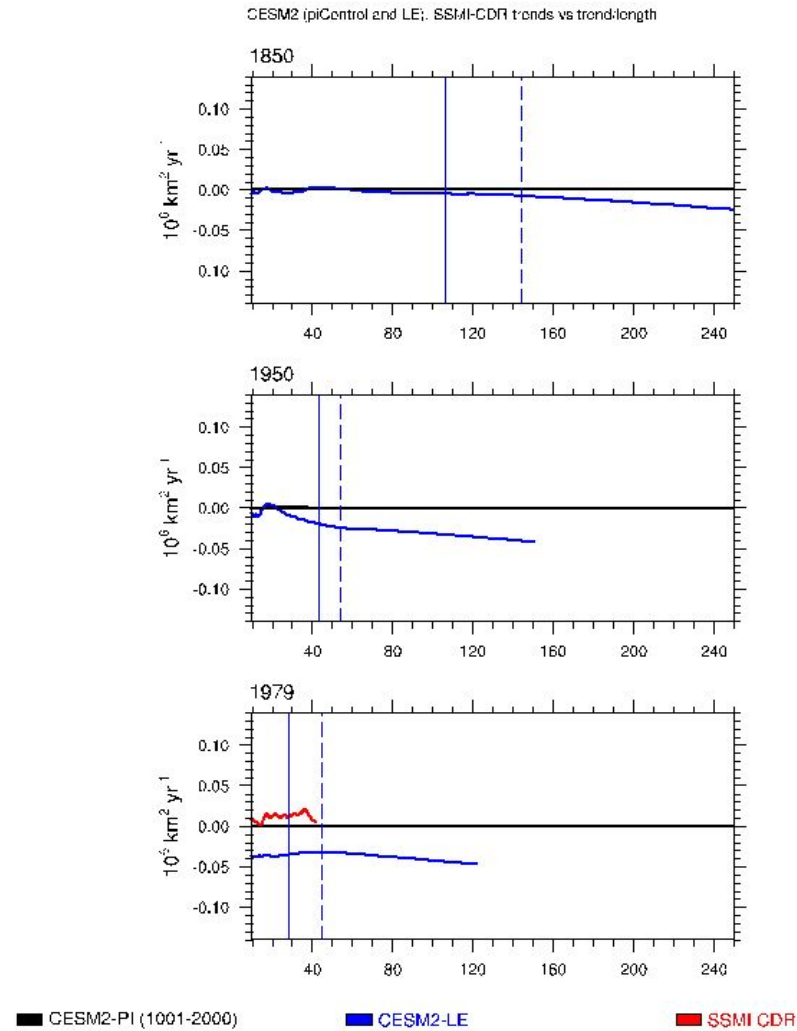 CESM2 (piControl and LE). SSMI-CDR trends vs trend length
1850
0.10
0.05
0.00
-0.05
0.10
10⁶ km² yr⁻
40 80 120 160 200 240
1950
0.10
0.05
0.00
-0.05
-0.10
10⁶ km² yr⁻¹
40 80 120 160 200 240
1979
0.10
0.05
0.00
-0.05
-0.10
km² yr⁻¹
40 80 120 160 200 240
CESM2-PI (1001-2000) CESM2-LE SSMI CDR